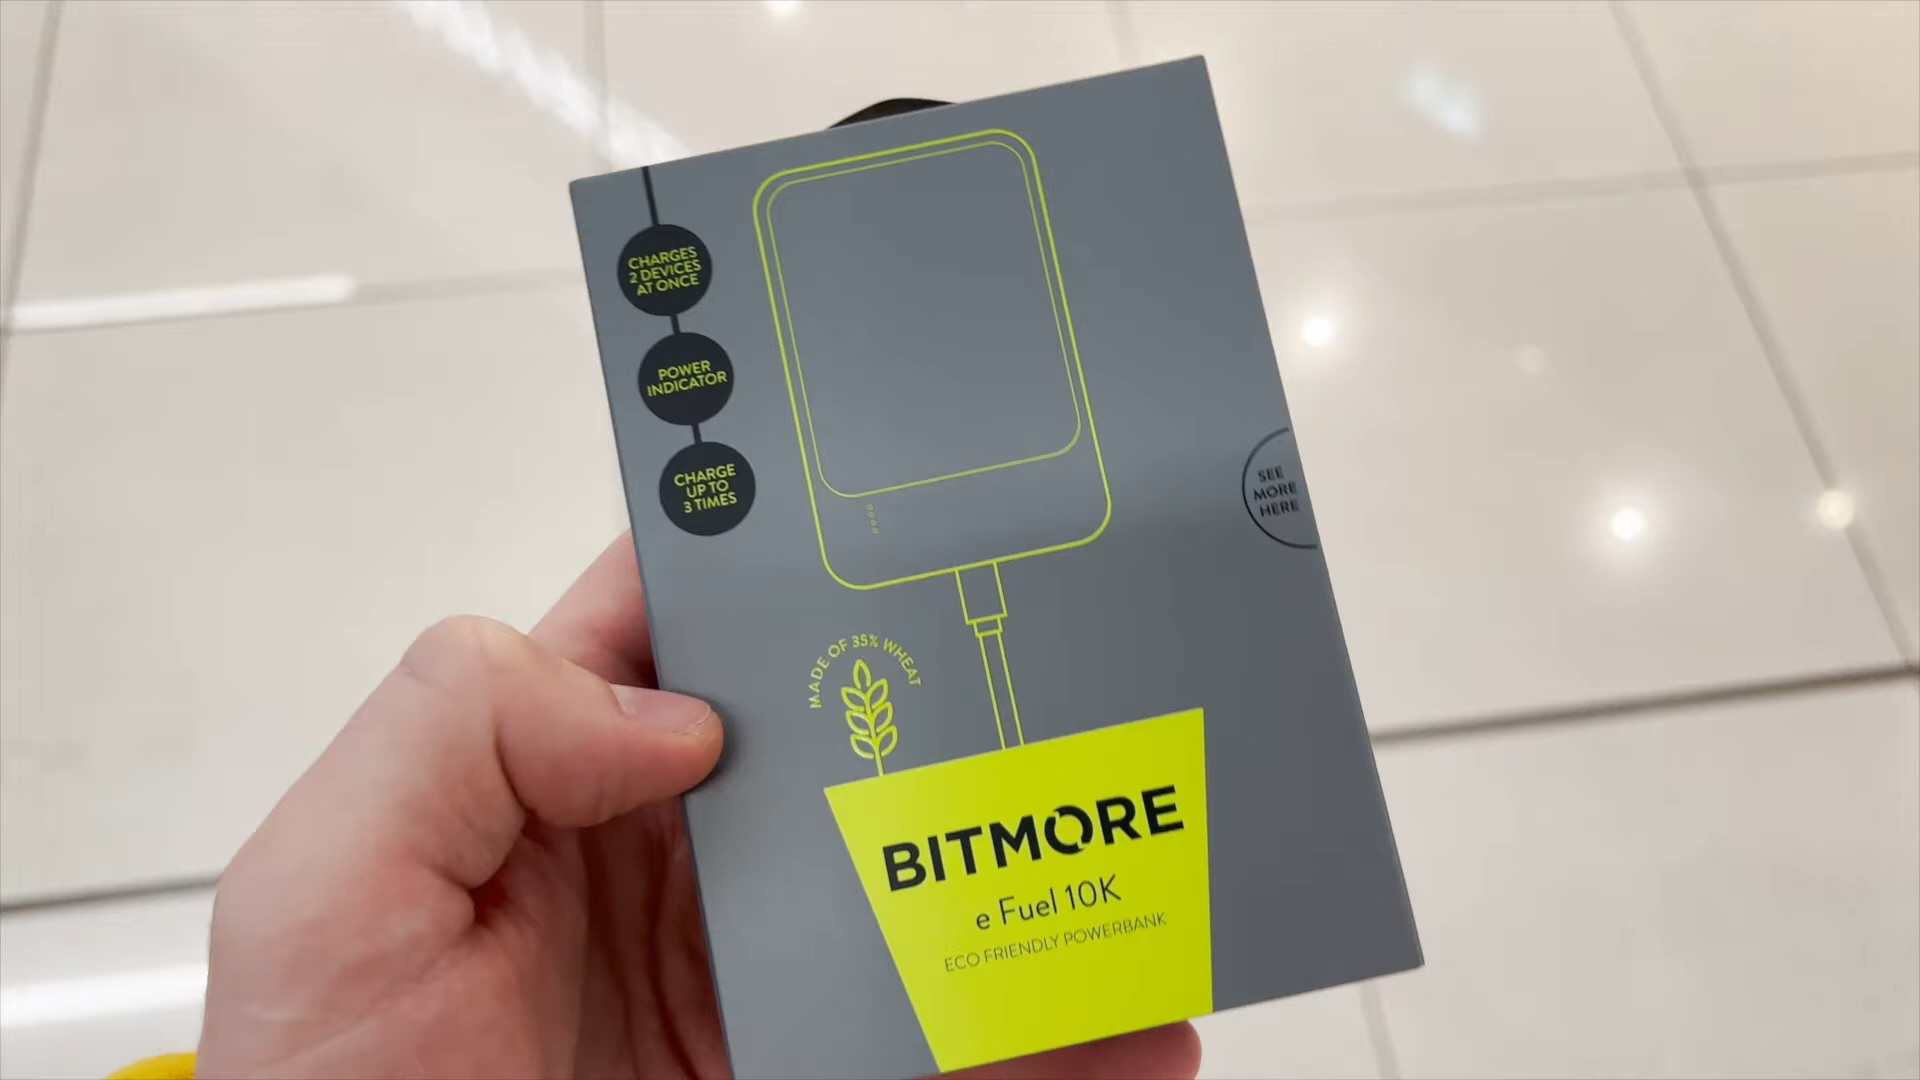 CHARGES
2 DEVICES
AT ONCE
POWER
INDICATOR
CHARGE
UP TO
3 TIMES
SEE
MORE
HERE
MADE OF 35% WHEAT
BITMORE
e Fuel 10K
ECO FRIENDLY POWERBANK